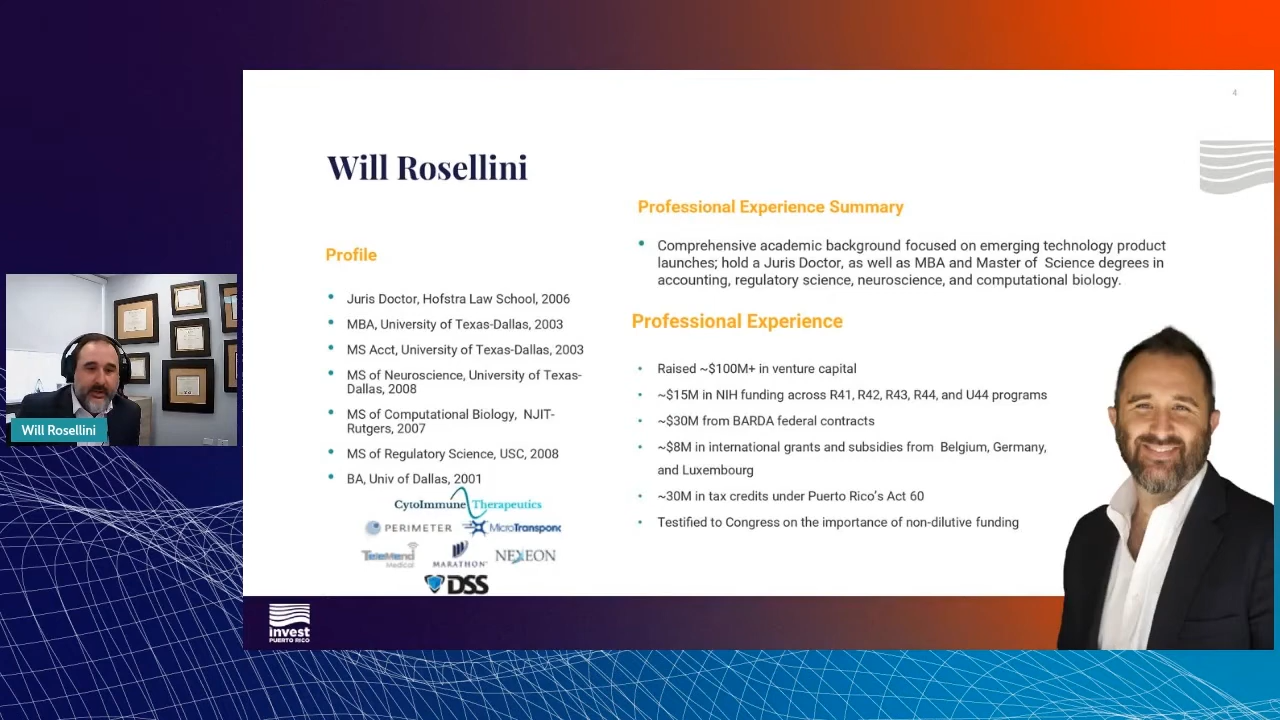 4
Will Rosellini
Profile
Juris Doctor, Hofstra Law School, 2006
MBA, University of Texas-Dallas, 2003
MS Acct, University of Texas-Dallas, 2003
MS of Neuroscience, University of Texas-
Dallas, 2008
MS of Computational Biology, NJIT-
Rutgers, 2007
MS of Regulatory Science, USC, 2008
BA, Univ of Dallas, 2001
CytoImmune Therapeutics
PERIMETER MicroTranspond
TeleMend
Medical
MARATHON
NEXEON
DSS
Professional Experience Summary
Comprehensive academic background focused on emerging technology product
launches; hold a Juris Doctor, as well as MBA and Master of Science degrees in
accounting, regulatory science, neuroscience, and computational biology.
Professional Experience
Raised ~$100M+ in venture capital
~$15M in NIH funding across R41, R42, R43, R44, and U44 programs
~$30M from BARDA federal contracts
~$8M in international grants and subsidies from Belgium, Germany,
and Luxembourg
~30M in tax credits under Puerto Rico's Act 60
Testified to Congress on the importance of non-dilutive funding
Will Rosellini
invest
PUERTO RICO